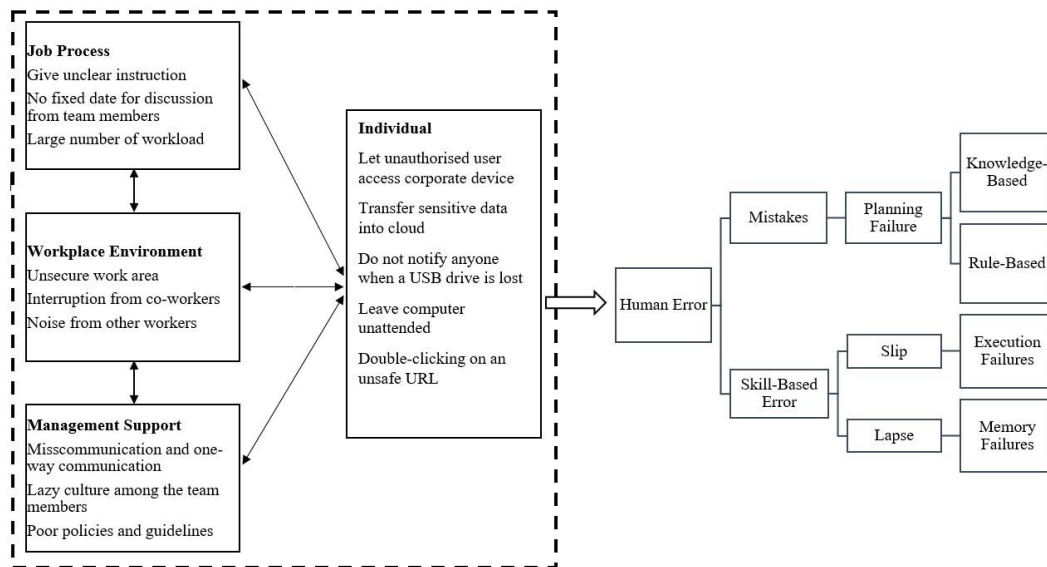 Job Process
Give unclear instruction
No fixed date for discussion
from team members
Large number of workload
Workplace Environment
Unsecure work area
Interruption from co-workers
Noise from other workers
Management Support
Misscommunication and one-
way communication
Lazy culture among the team
members
Poor policies and guidelines
Individual
Let unauthorised user
access corporate device
Transfer sensitive data
into cloud
Do not notify anyone
when a USB drive is lost
Leave computer
unattended
Double-clicking on an
unsafe URL
Human Error
Mistakes
Planning
Failure
Knowledge-
Based
Rule-Based
Skill-Based
Error
Slip
Execution
Failures
Lapse
Memory
Failures